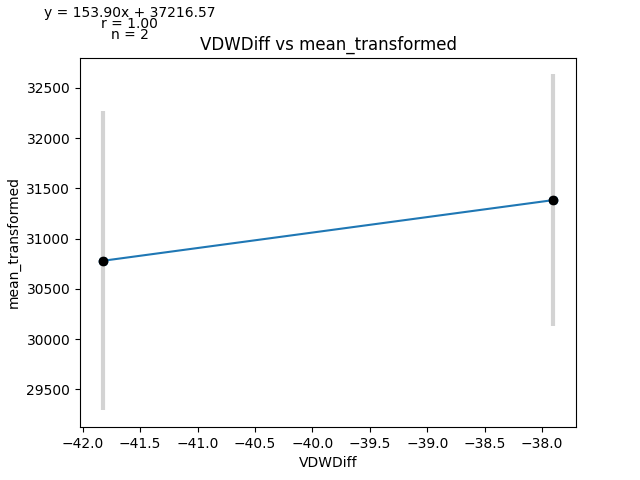 y = 153.90x + 37216.57
r = 1.00
n = 2
VDWDiff vs mean_transformed
mean_transformed
32500
32000
31500
31000
30500
30000
29500
−42.0 −41.5 −41.0 −40.5 −40.0 −39.5 −39.0 −38.5 −38.0
VDWDiff